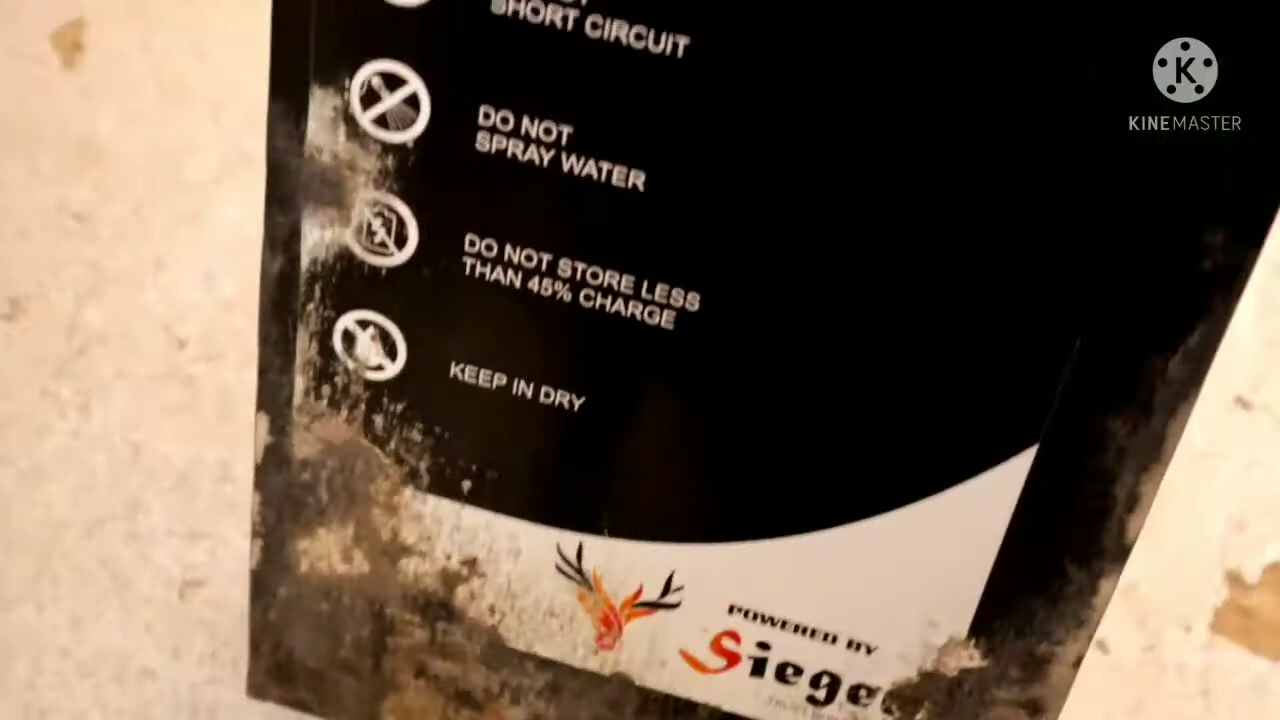 SHORT CIRCUIT
DO NOT
SPRAY WATER
DO NOT STORE LESS
THAN 45% CHARGE
KEEP IN DRY
POWERED BY
K
KINEMASTER